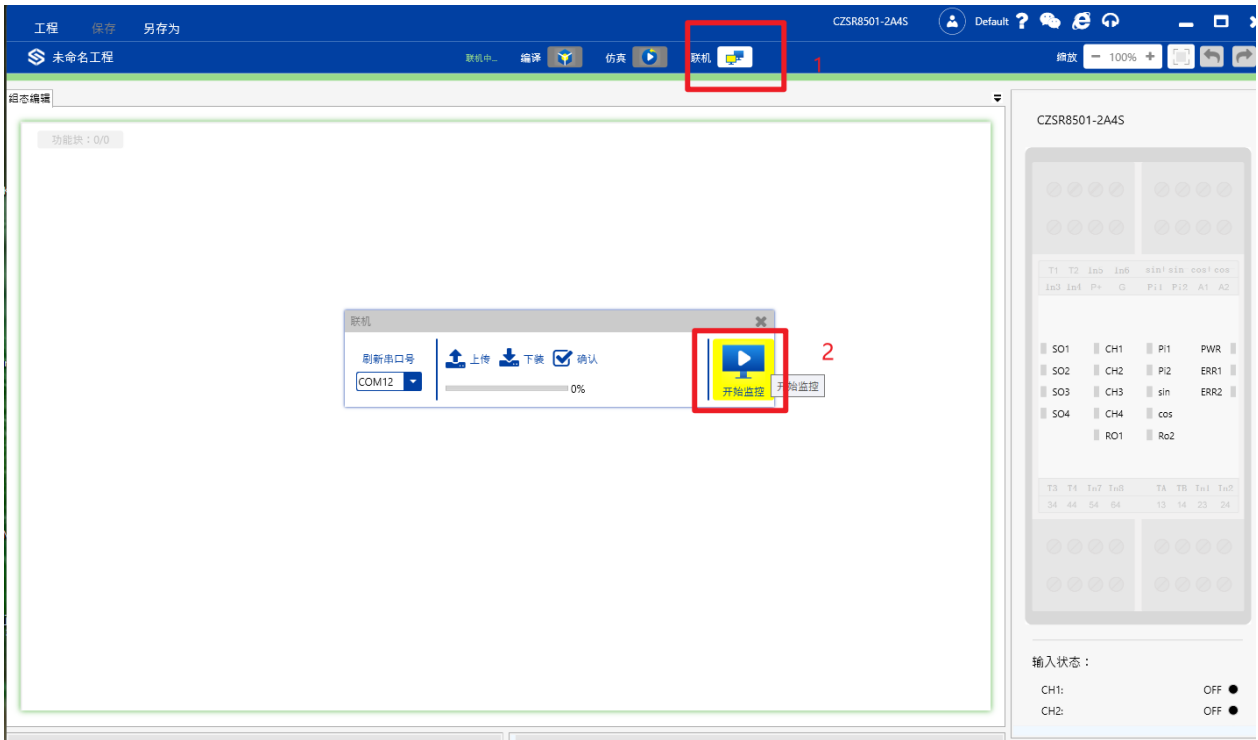 工程 保存 另存为 CZSR8501-2A4S Default ?
未命名工程 联机中... 编译 仿真 联机 1 缩放 − 100% +
组态编辑
功能块：0/0
CZSR8501-2A4S
T1 T2 In5 In6 sin! sin cos! cos
In3 In4 P+ G Pi1 Pi2 A1 A2
联机
刷新串口号 上传 下装 确认 2
COM12 0% 开始监控 开始监控
SO1 CH1 Pi1 PWR
SO2 CH2 Pi2 ERR1
SO3 CH3 sin ERR2
SO4 CH4 cos
RO1 Ro2
T3 T4 In7 In8 TA TB In1 In2
34 44 54 64 13 14 23 24
输入状态：
CH1: OFF
CH2: OFF